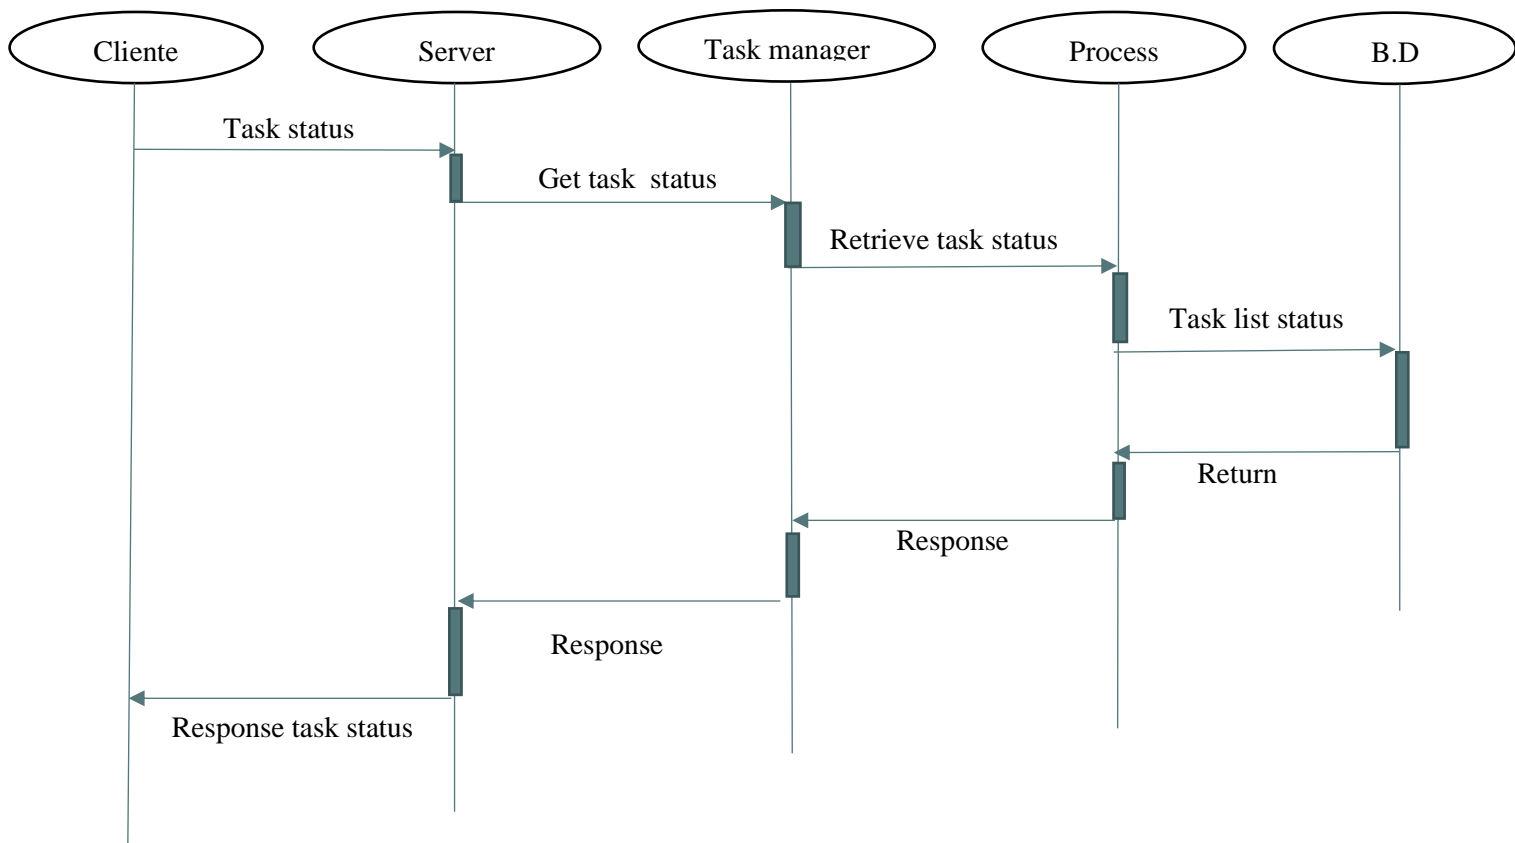 Cliente
Server
Task manager
Process
B.D
Task status
Get task  status
Retrieve task status
Task list status
Return
Response
Response
Response task status